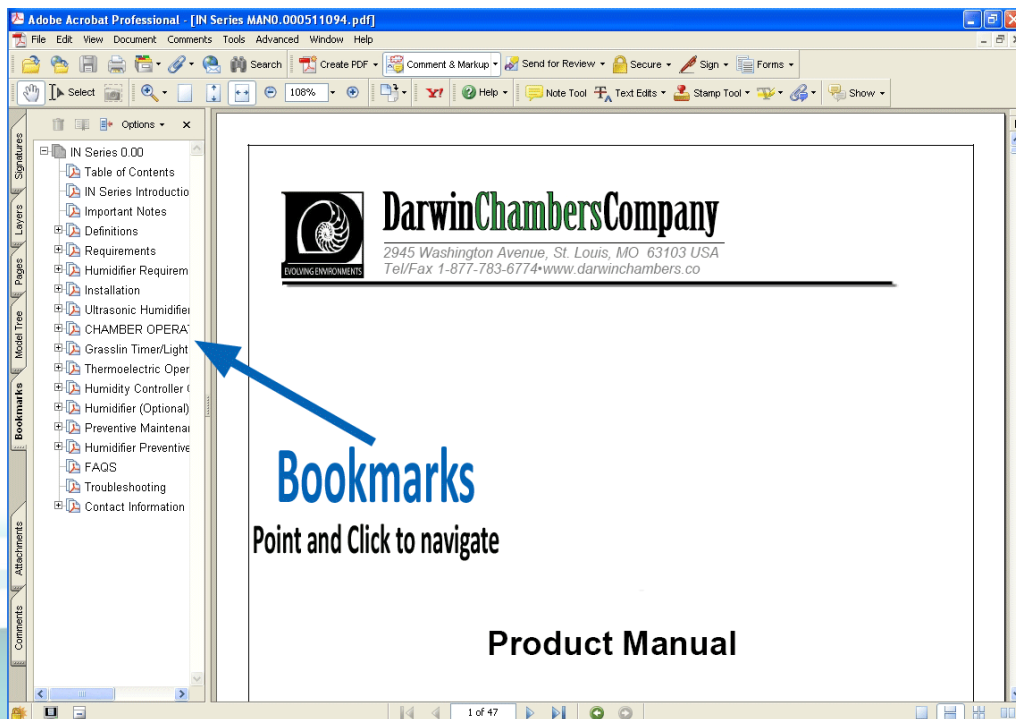 Adobe Acrobat Professional - [IN Series MAN0.000511094.pdf]
File Edit View Document Comments Tools Advanced Window Help
Search Create PDF Comment & Markup Send for Review Secure Sign Forms
Select 108% Y! Help Note Tool Text Edits Stamp Tool Show
Options x
Signatures
Layers
Pages
Model Tree
Bookmarks
Attachments
Comments
IN Series 0.00
Table of Contents
IN Series Introductio
Important Notes
Definitions
Requirements
Humidifier Requirem
Installation
Ultrasonic Humidifier
CHAMBER OPERAT
Grasslin Timer/Light
Thermoelectric Oper
Humidity Controller (
Humidifier (Optional)
Preventive Maintenan
Humidifier Preventive
FAQS
Troubleshooting
Contact Information
EVOLVING ENVIRONMENTS
DarwinChambersCompany
2945 Washington Avenue, St. Louis, MO 63103 USA
Tel/Fax 1-877-783-6774•www.darwinchambers.co
Bookmarks
Point and Click to navigate
Product Manual
1 of 47